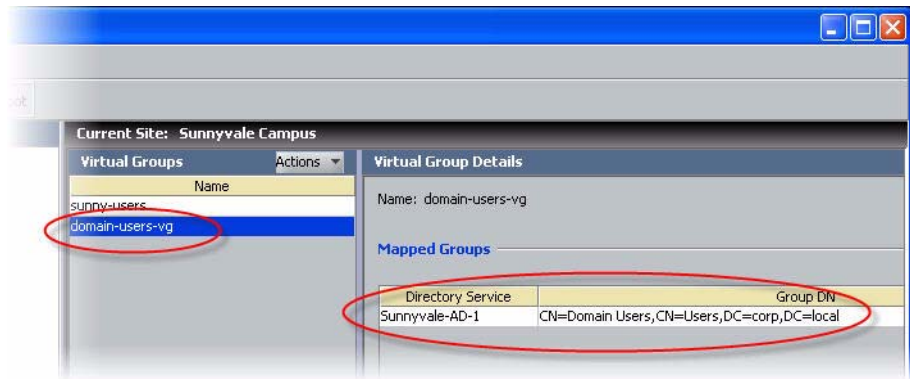 Current Site: Sunnyvale Campus
Virtual Groups
Actions
Name
sunny-users
domain-users-vg
Virtual Group Details
Name: domain-users-vg
Mapped Groups
Directory Service
Group DN
Sunnyvale-AD-1
CN=Domain Users,CN=Users,DC=corp,DC=local